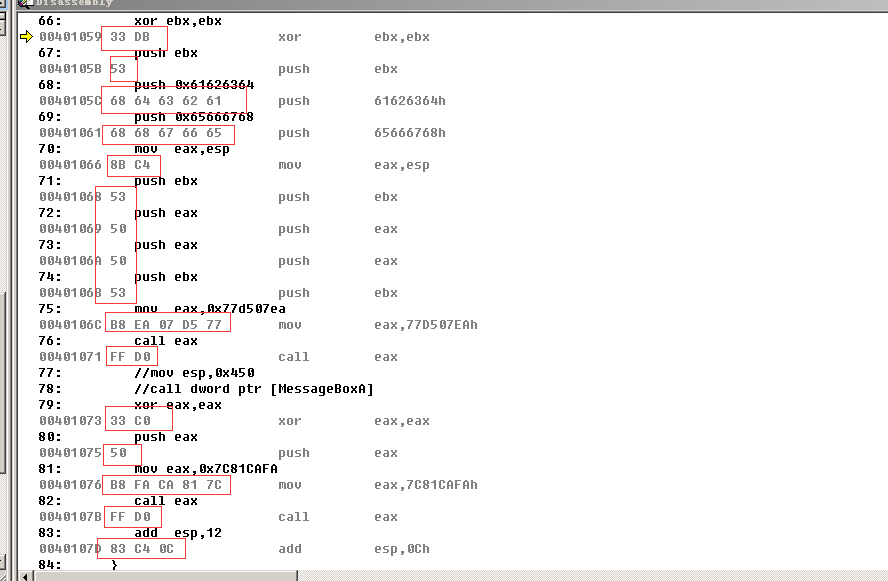 Disassembly
66: xor ebx,ebx
00401059 33 DB xor ebx,ebx
67: push ebx
0040105B 53 push ebx
68: push 0x61626364
0040105C 68 64 63 62 61 push 61626364h
69: push 0x65666768
00401061 68 68 67 66 65 push 65666768h
70: mov eax,esp
00401066 8B C4 mov eax,esp
71: push ebx
00401068 53 push ebx
72: push eax
00401069 50 push eax
73: push eax
0040106A 50 push eax
74: push ebx
0040106B 53 push ebx
75: mov eax,0x77d507ea
0040106C B8 EA 07 D5 77 mov eax,77D507EAh
76: call eax
00401071 FF D0 call eax
77: //mov esp,0x450
78: //call dword ptr [MessageBoxA]
79: xor eax,eax
00401073 33 C0 xor eax,eax
80: push eax
00401075 50 push eax
81: mov eax,0x7C81CAFA
00401076 B8 FA CA 81 7C mov eax,7C81CAFAh
82: call eax
0040107B FF D0 call eax
83: add esp,12
0040107D 83 C4 0C add esp,0Ch
84: }